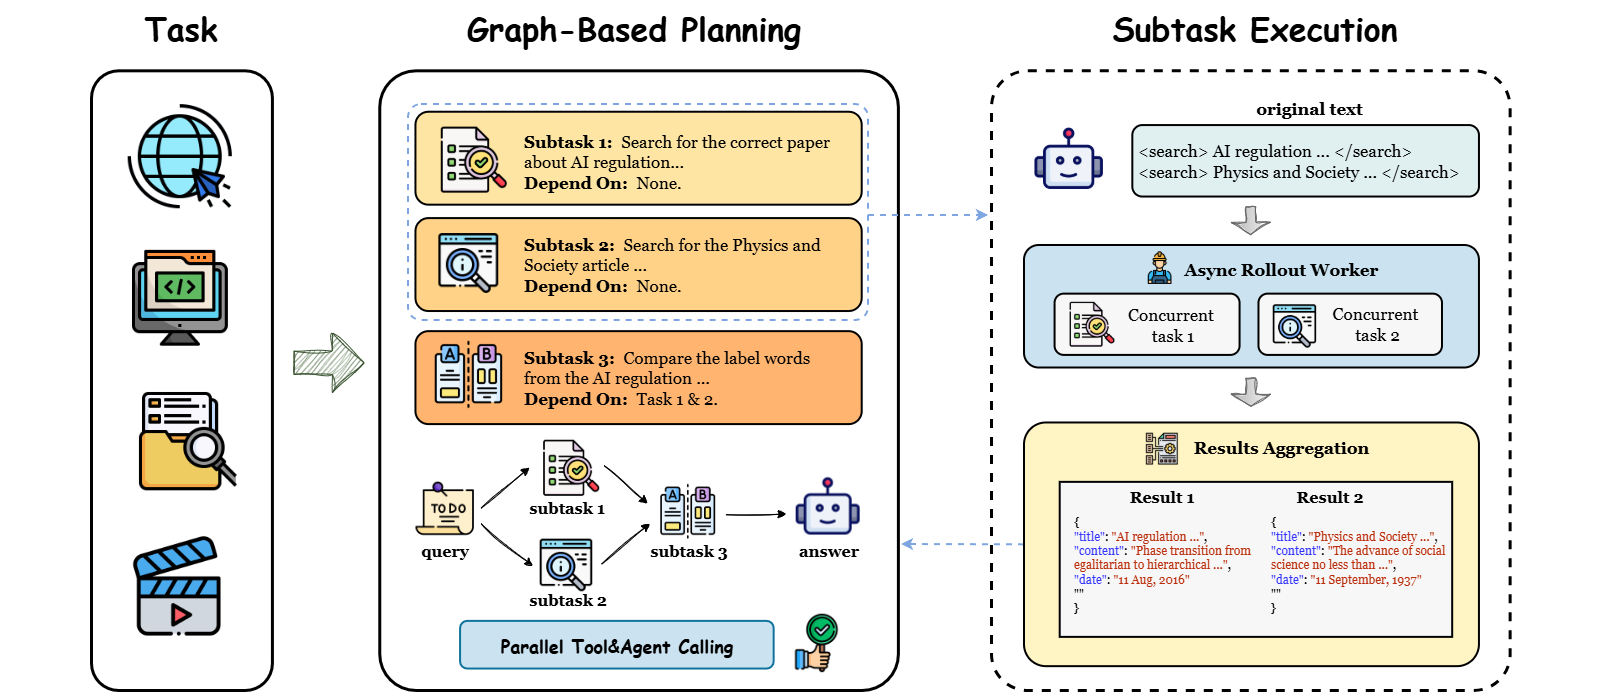 Task
Graph-Based Planning
Subtask Execution
</>
Subtask 1: Search for the correct paper
about AI regulation...
Depend On: None.
Subtask 2: Search for the Physics and
Society article ...
Depend On: None.
A B
Subtask 3: Compare the label words
from the AI regulation ...
Depend On: Task 1 & 2.
TO DO
query
subtask 1
subtask 2
A B
subtask 3
answer
Parallel Tool&Agent Calling
original text
<search> AI regulation ... </search>
<search> Physics and Society ... </search>
Async Rollout Worker
Concurrent
task 1
Concurrent
task 2
Results Aggregation
Result 1
{
"title": "AI regulation ...",
"content": "Phase transition from
egalitarian to hierarchical ...",
"date": "11 Aug, 2016"
""
}
Result 2
{
"title": "Physics and Society ...",
"content": "The advance of social
science no less than ...",
"date": "11 September, 1937"
""
}